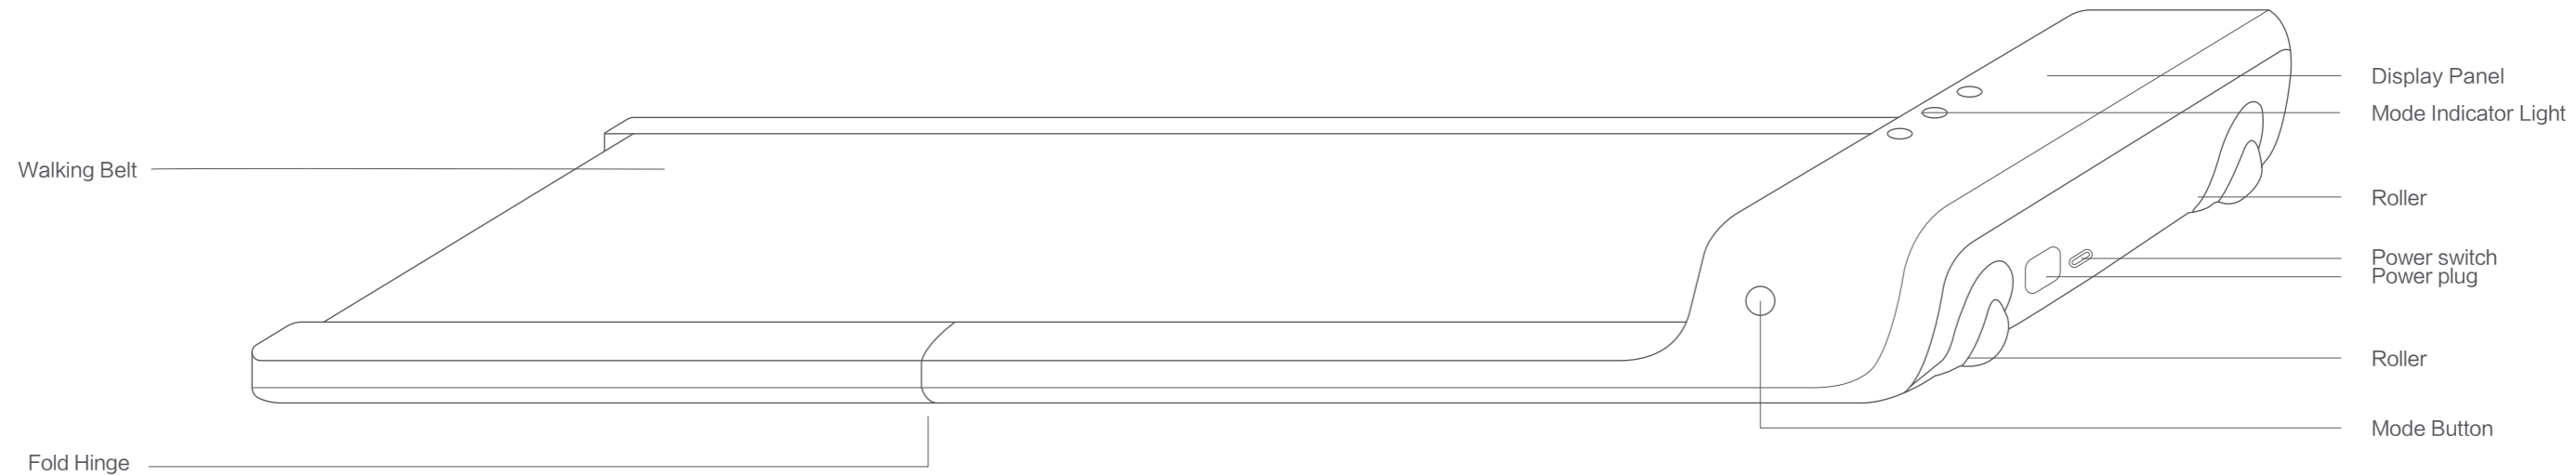 Display Panel
Mode Indicator Light
Walking Belt
Roller
Power switch
Power plug
Roller
Mode Button
Fold Hinge